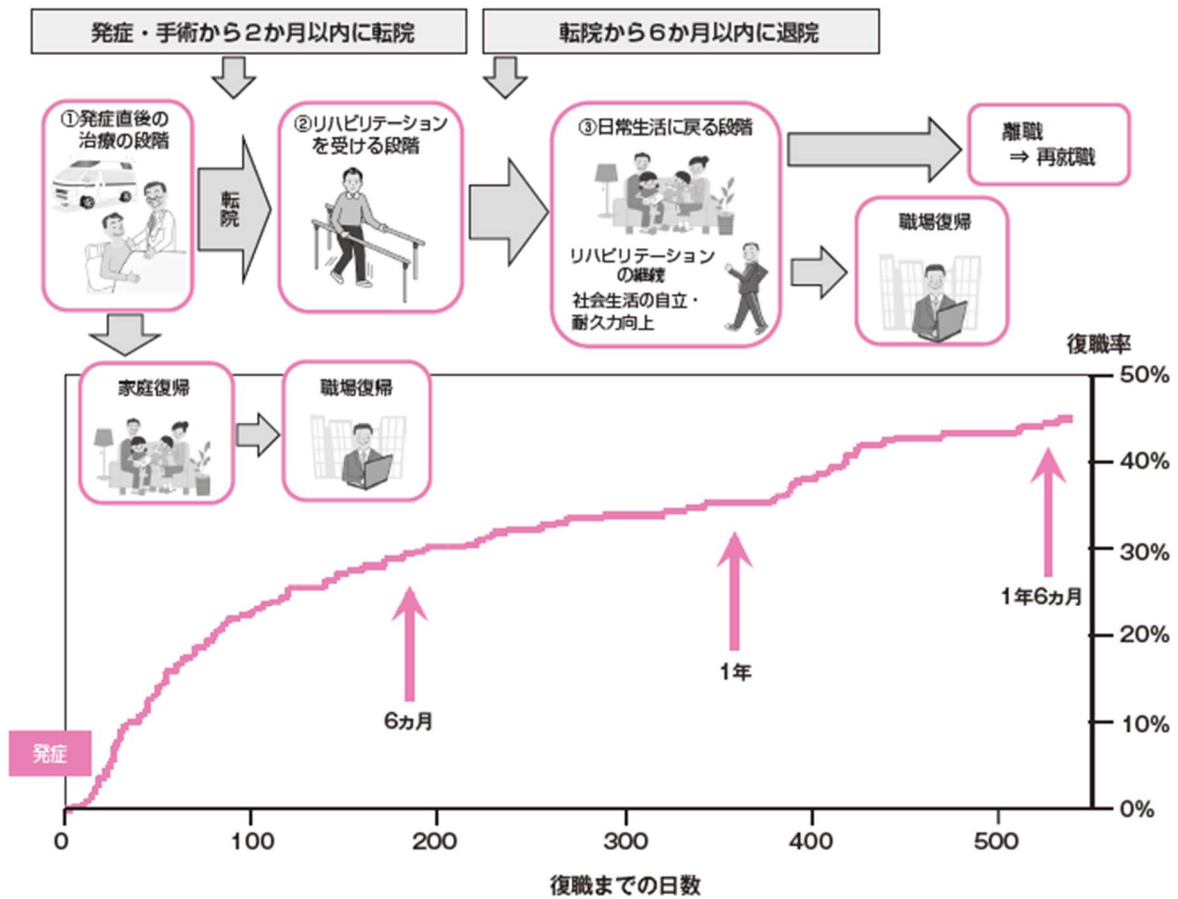 発症・手術から2か月以内に転院
転院から6か月以内に退院
①発症直後の
治療の段階
転院
②リハビリテーション
を受ける段階
③日常生活に戻る段階
リハビリテーション
の継続
社会生活の自立・
耐久力向上
離職
⇒ 再就職
職場復帰
家庭復帰
職場復帰
復職率
50%
40%
30%
20%
10%
0%
発症
6ヵ月
1年
1年6ヵ月
0
100
200
300
400
500
復職までの日数